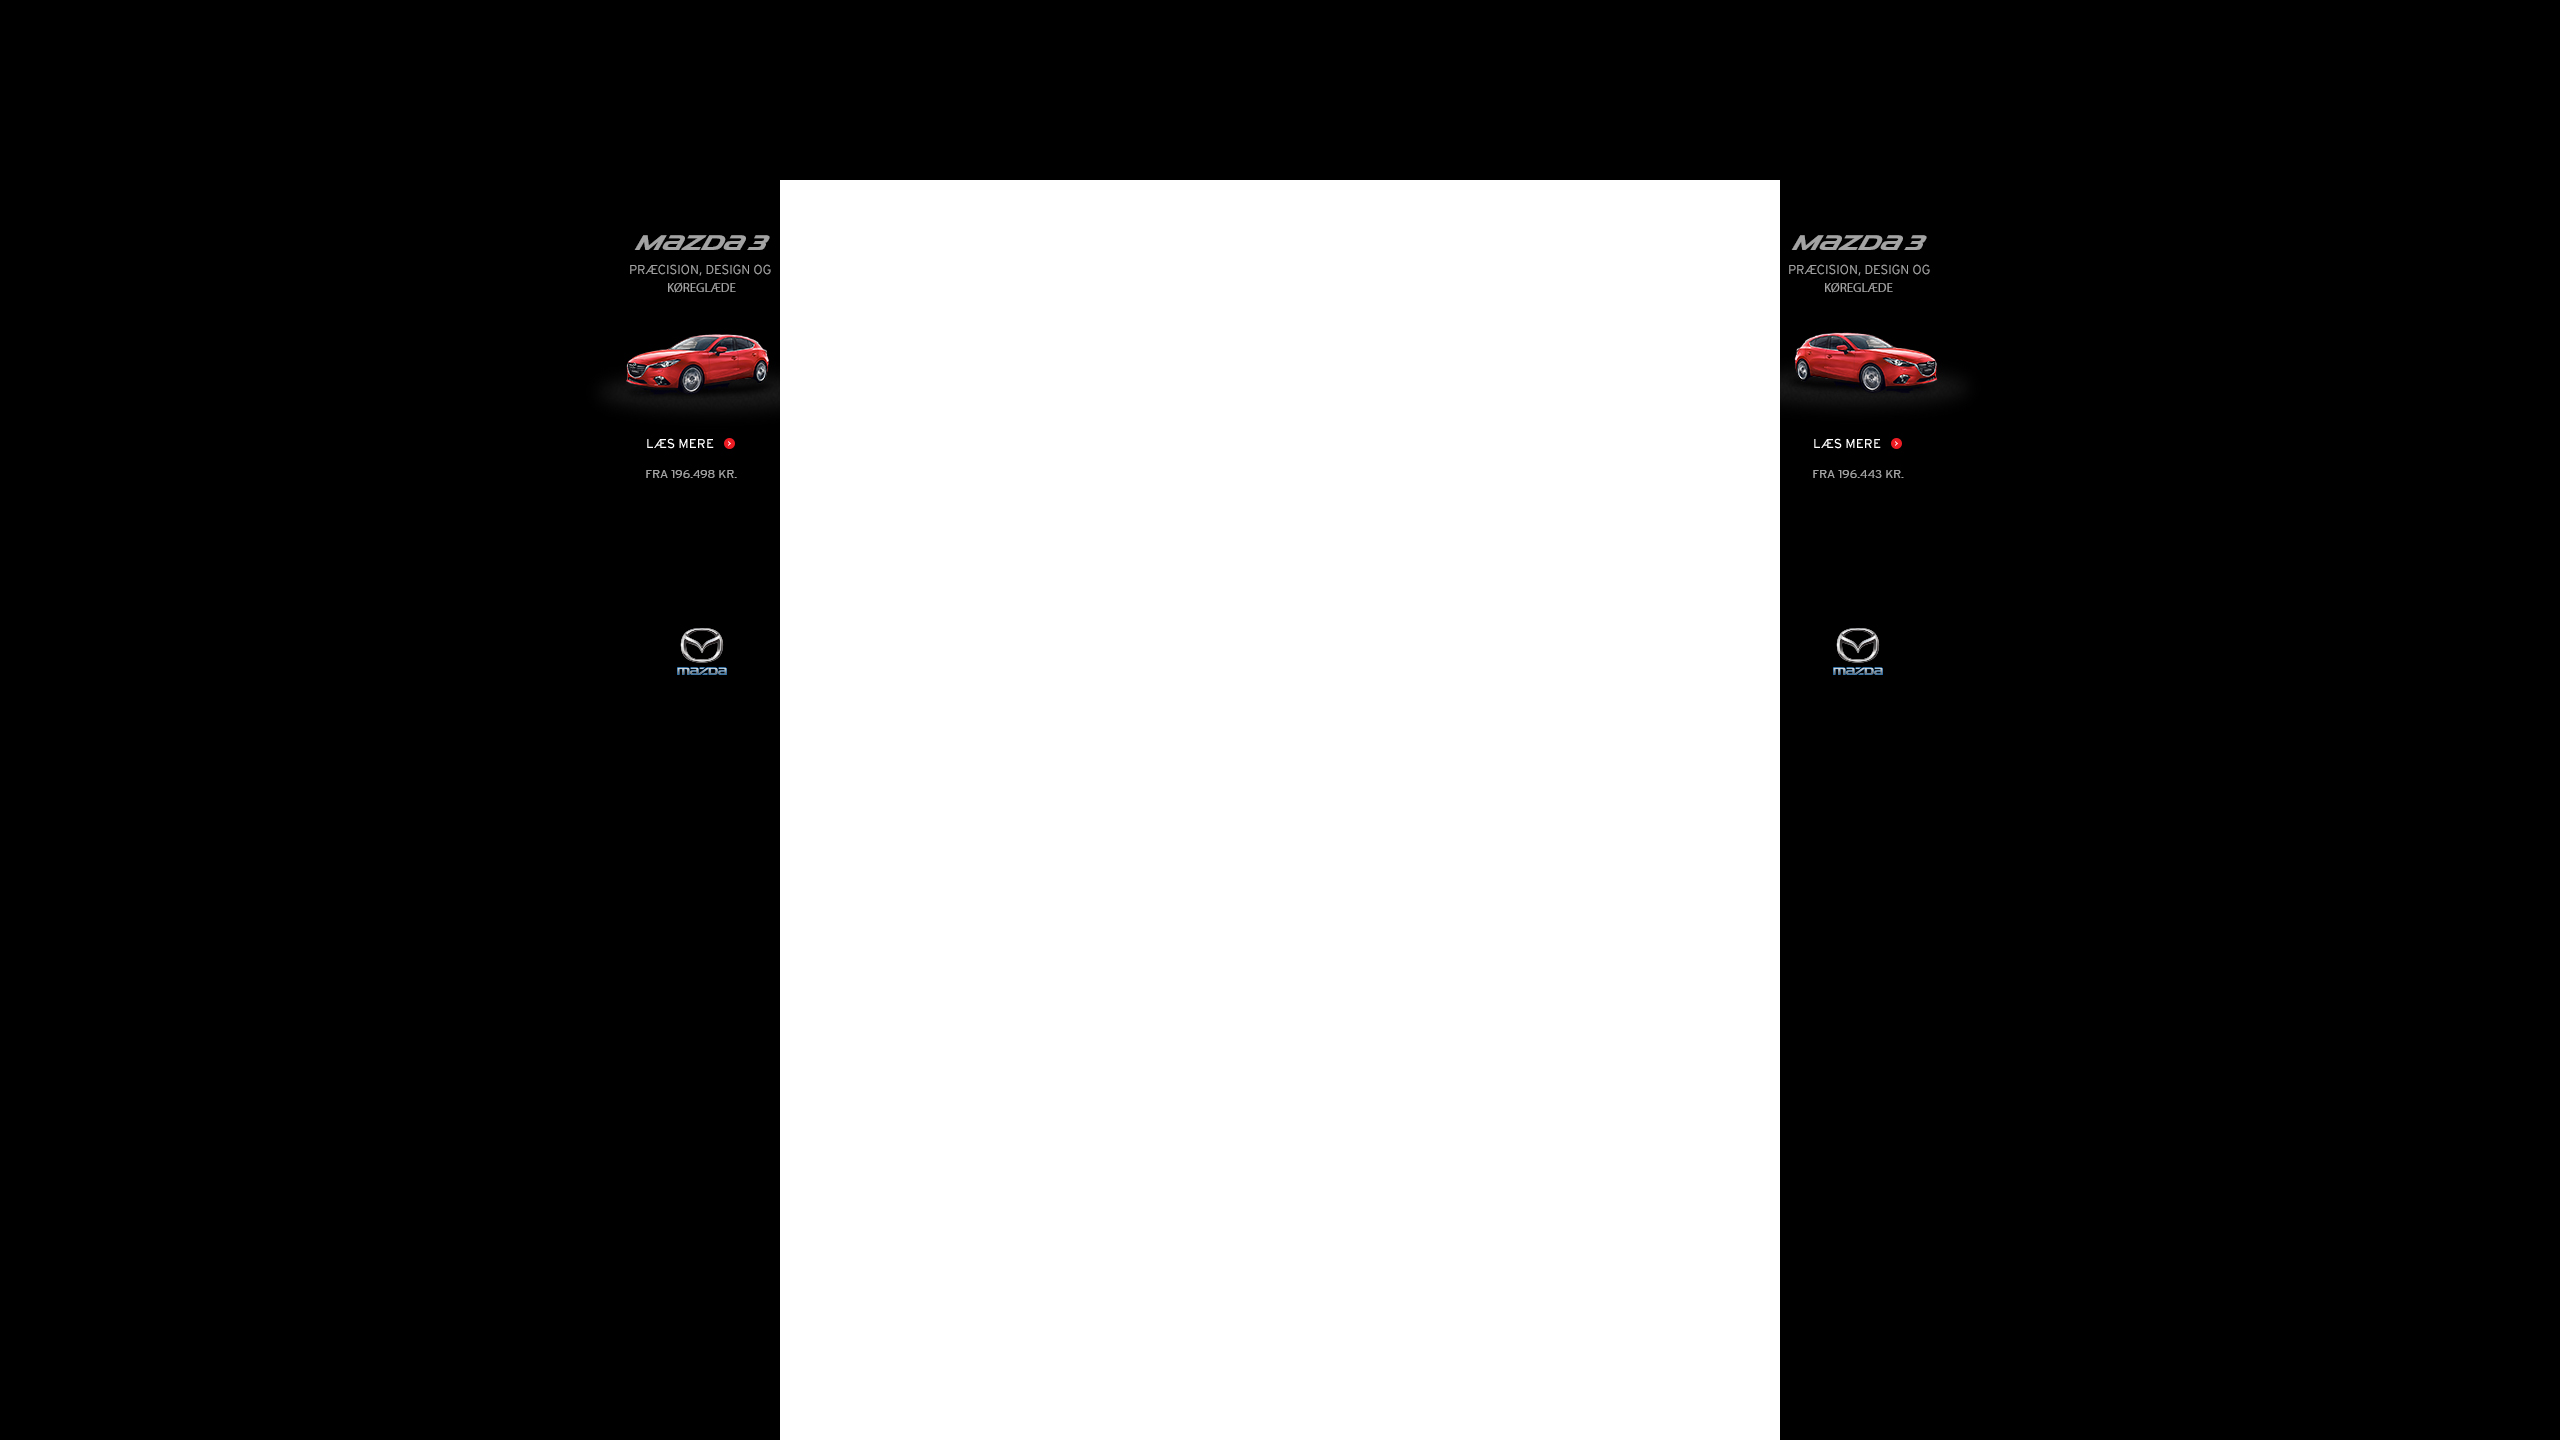 mazda 3
PRÆCISION, DESIGN OG
KØREGLÆDE
LÆS MERE
FRA 196.498 KR.
mazda
mazda 3
PRÆCISION, DESIGN OG
KØREGLÆDE
LÆS MERE
FRA 196.443 KR.
mazda